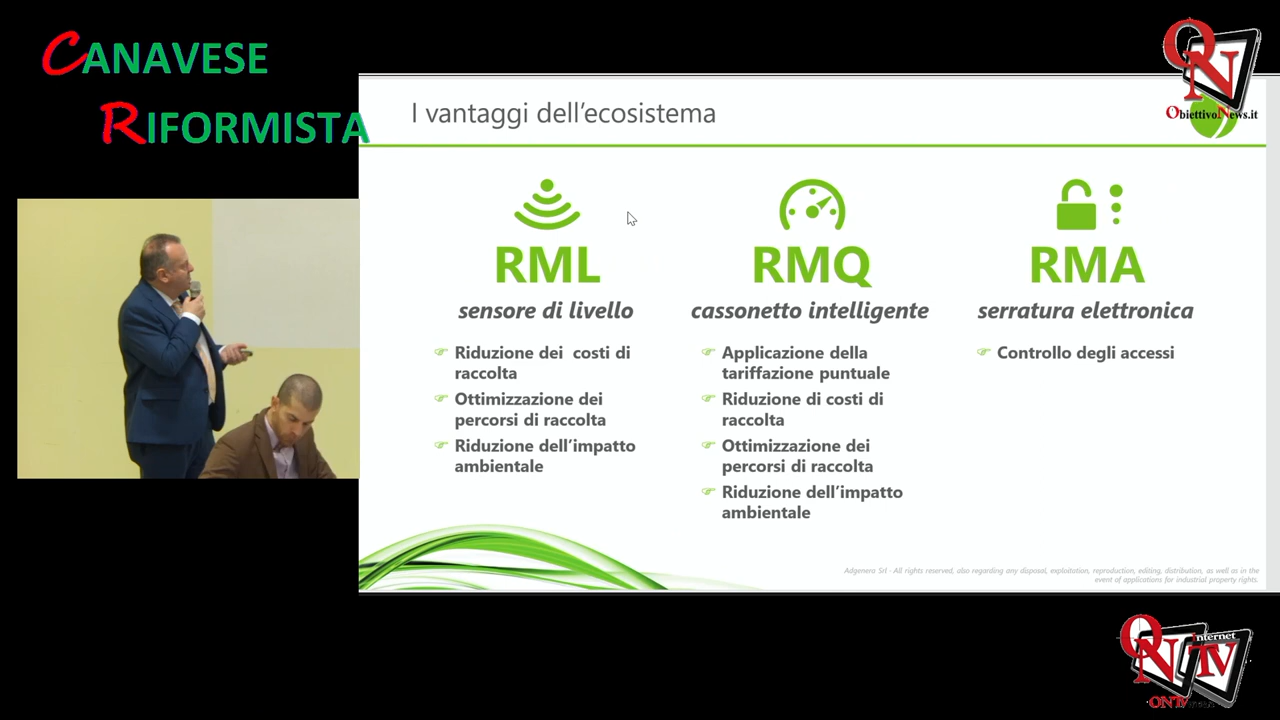 CANAVESE
RIFORMISTA
ON
ObiettivoNews.it
I vantaggi dell'ecosistema
RML
sensore di livello
Riduzione dei costi di
raccolta
Ottimizzazione dei
percorsi di raccolta
Riduzione dell'impatto
ambientale
RMQ
cassonetto intelligente
Applicazione della
tariffazione puntuale
Riduzione di costi di
raccolta
Ottimizzazione dei
percorsi di raccolta
Riduzione dell'impatto
ambientale
RMA
serratura elettronica
Controllo degli accessi
Adgenera Srl - All rights reserved, also regarding any disposal, exploitation, reproduction, editing, distribution, as well as in the
event of applications for industrial property rights.
internet
ON TV